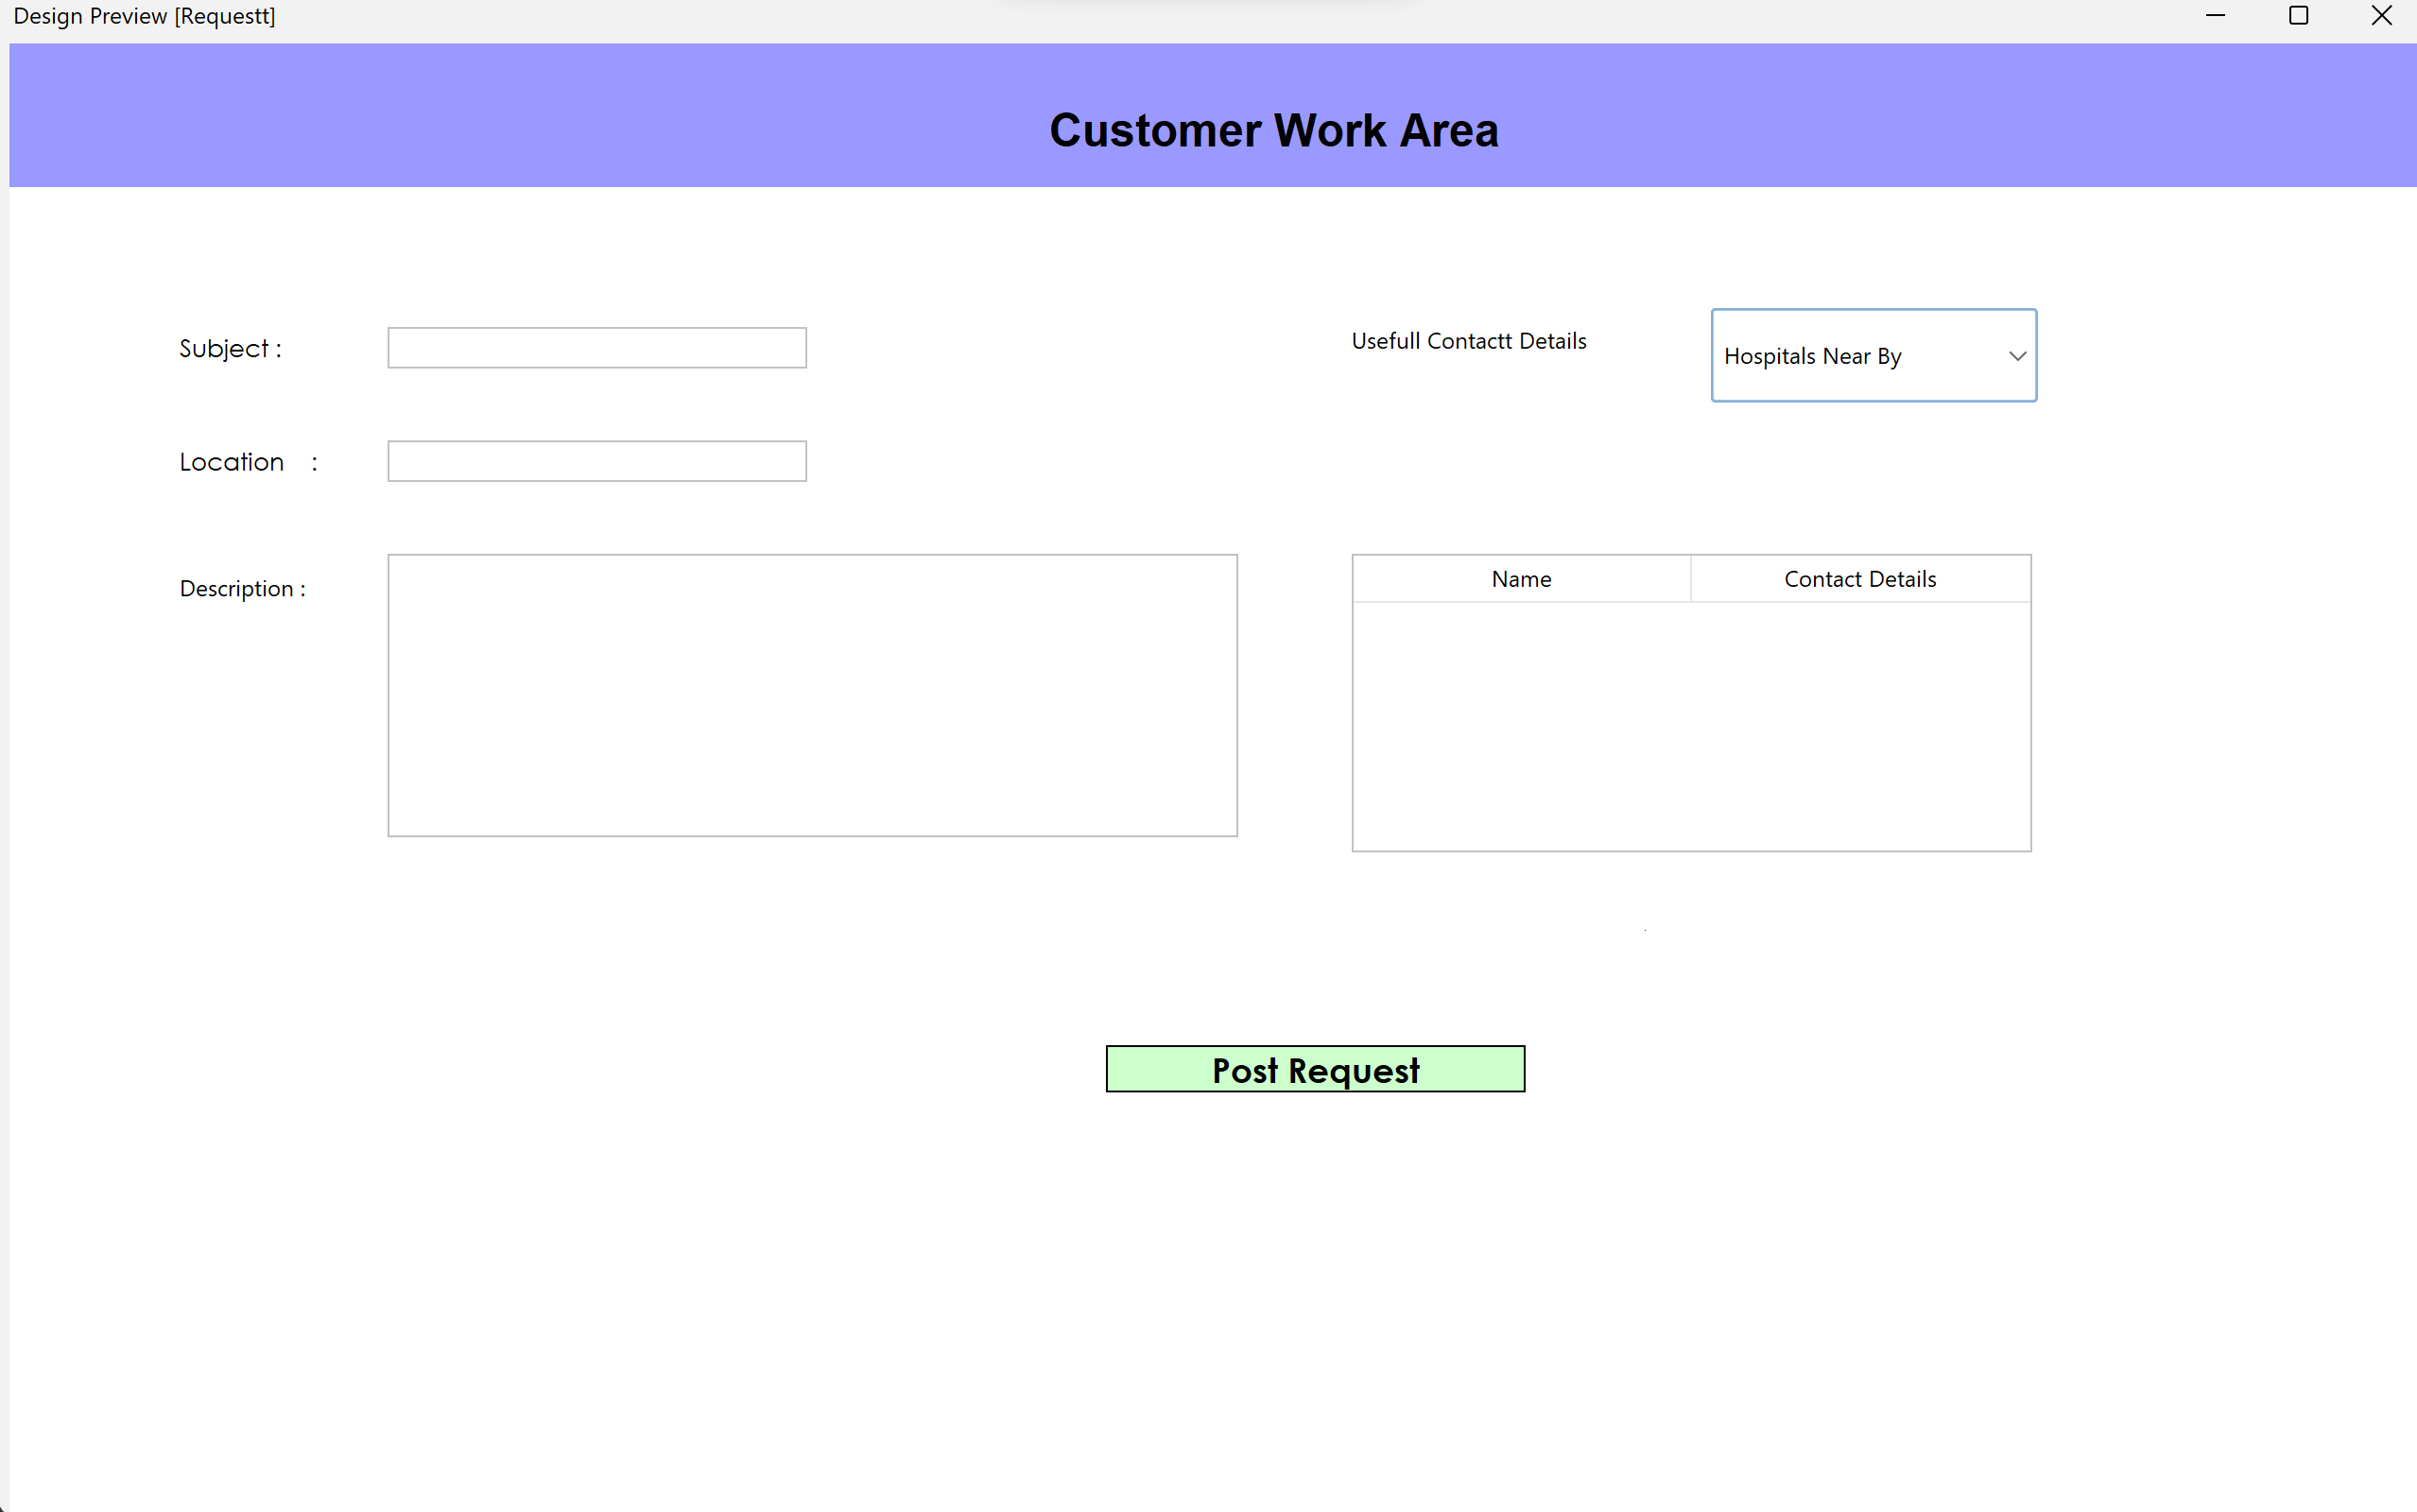 Design Preview [Requestt]
Customer Work Area
Subject :
Usefull Contactt Details
Hospitals Near By
Location :
Description :
Name Contact Details
Post Request